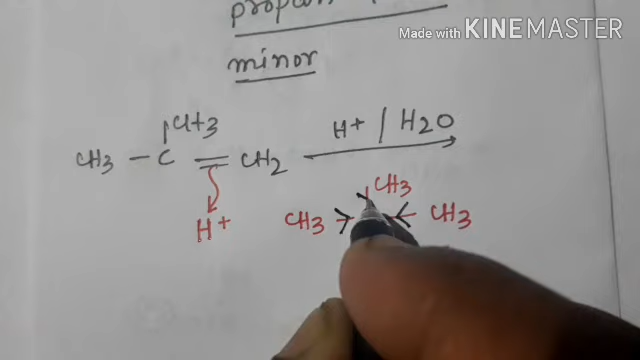 Made with KINEMASTER
minor
CH3
H+ / H2O
CH3 – C = CH2
CH3
CH3
CH3
H+